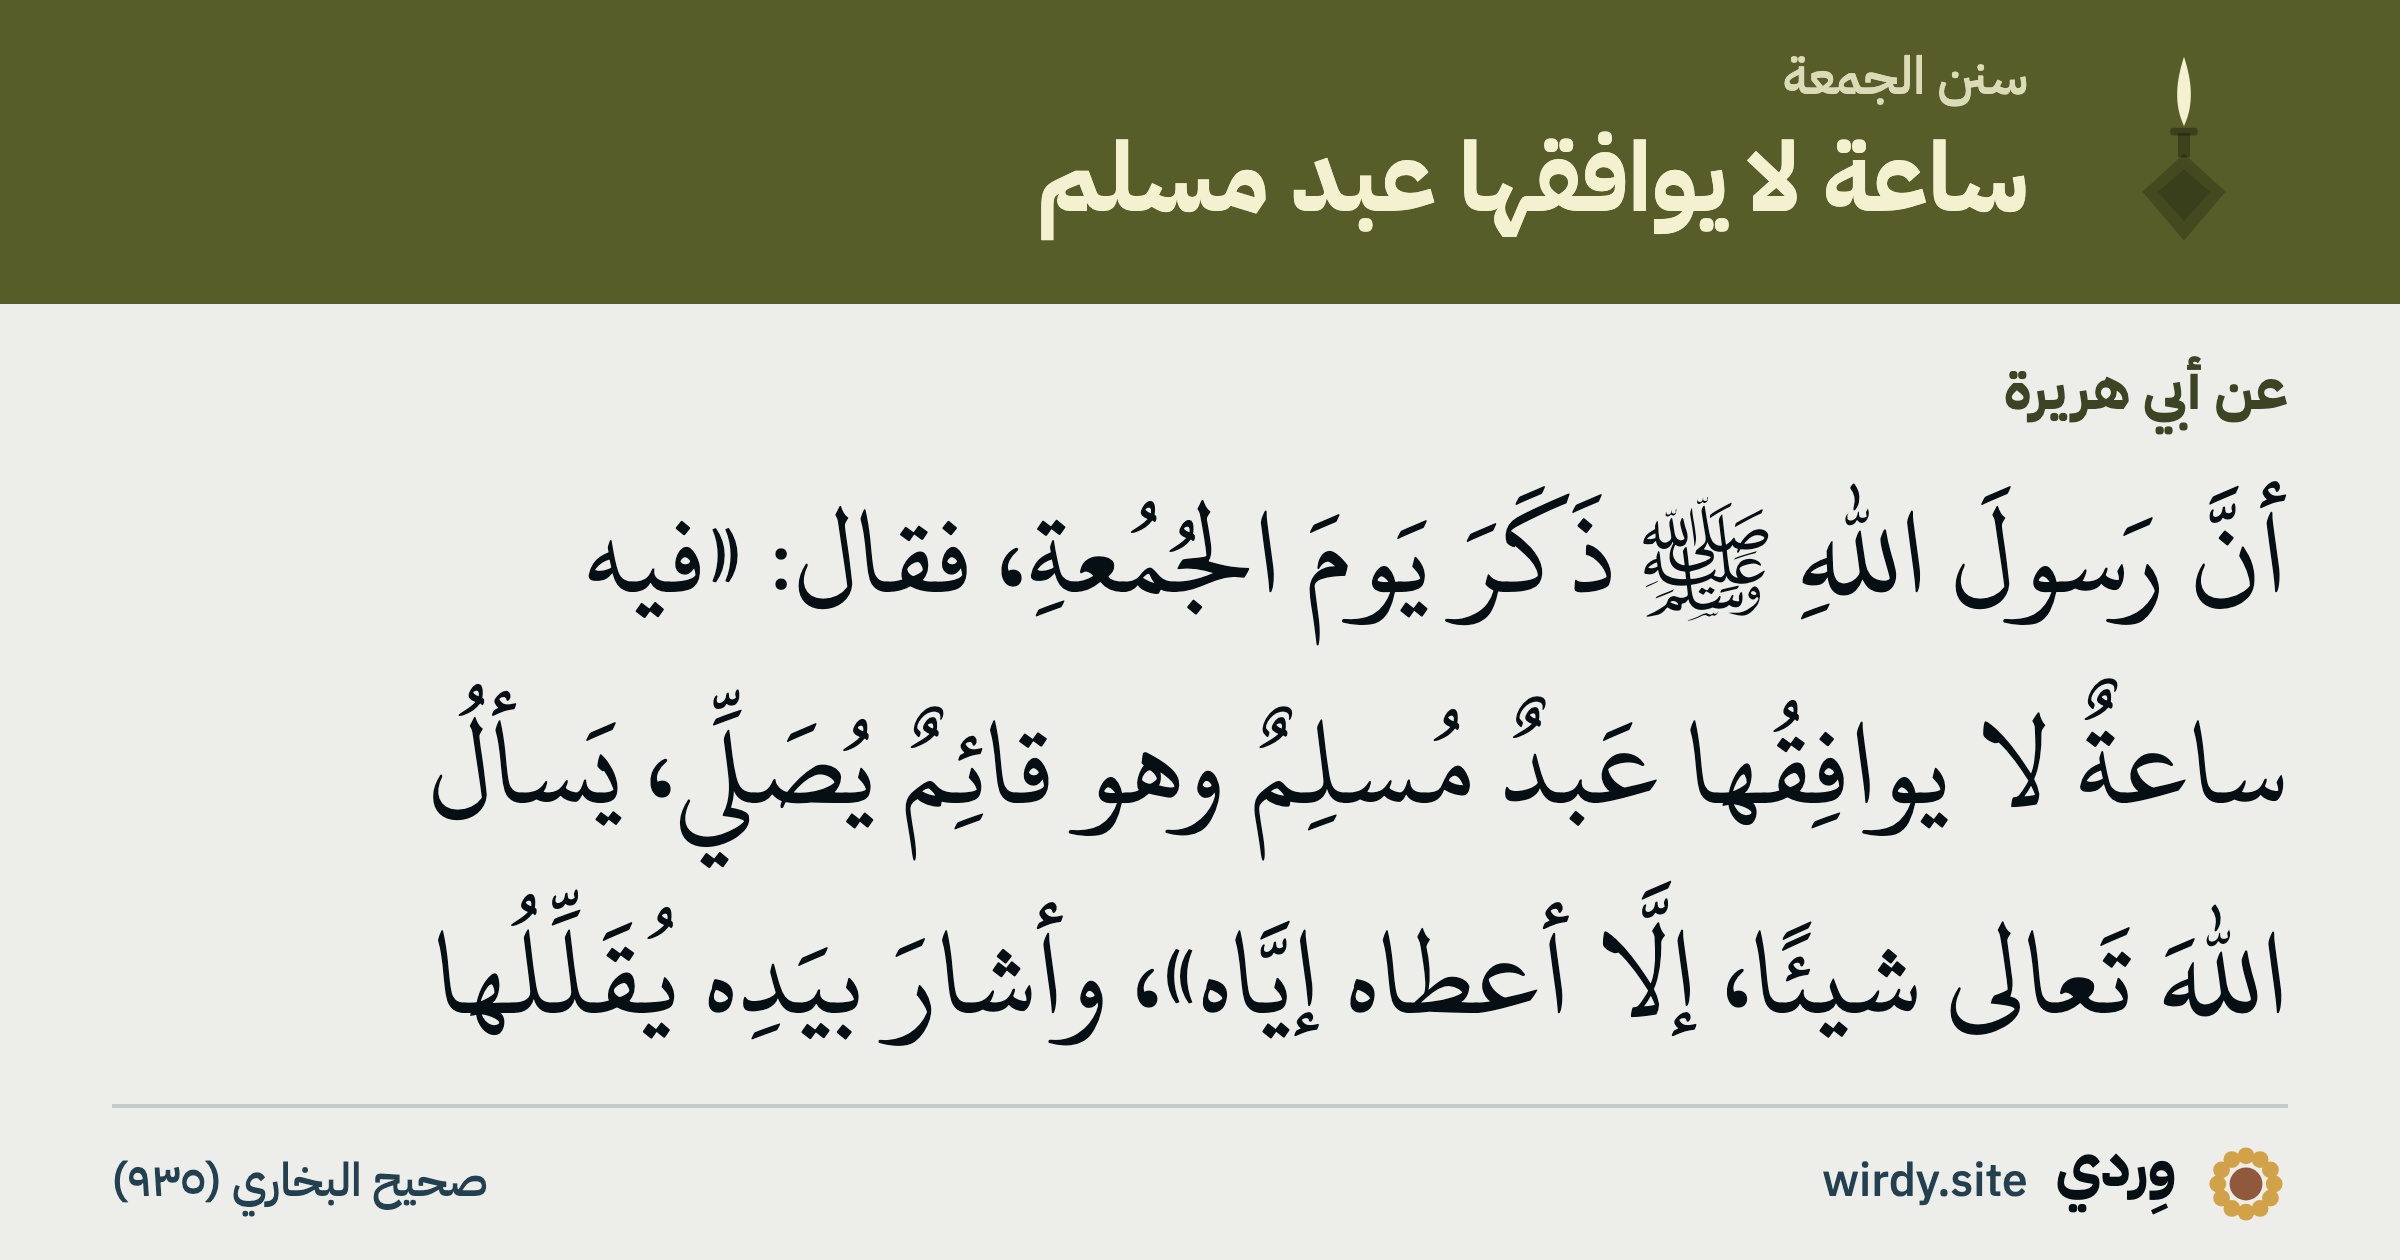 سنن الجمعة
ساعة لا يوافقها عبد مسلم
عن أبي هريرة
أنَّ رَسولَ اللهِ ﷺ ذَكَرَ يَومَ الجُمُعةِ، فقال: «فيه
ساعةٌ لا يوافِقُها عَبدٌ مُسلِمٌ وهو قائِمٌ يُصَلِّي، يَسألُ
اللهَ تَعالى شيئًا، إلَّا أعطاه إيَّاه»، وأشارَ بيَدِه يُقَلِّلُها
وِردي wirdy.site
صحيح البخاري (٩٣٥)